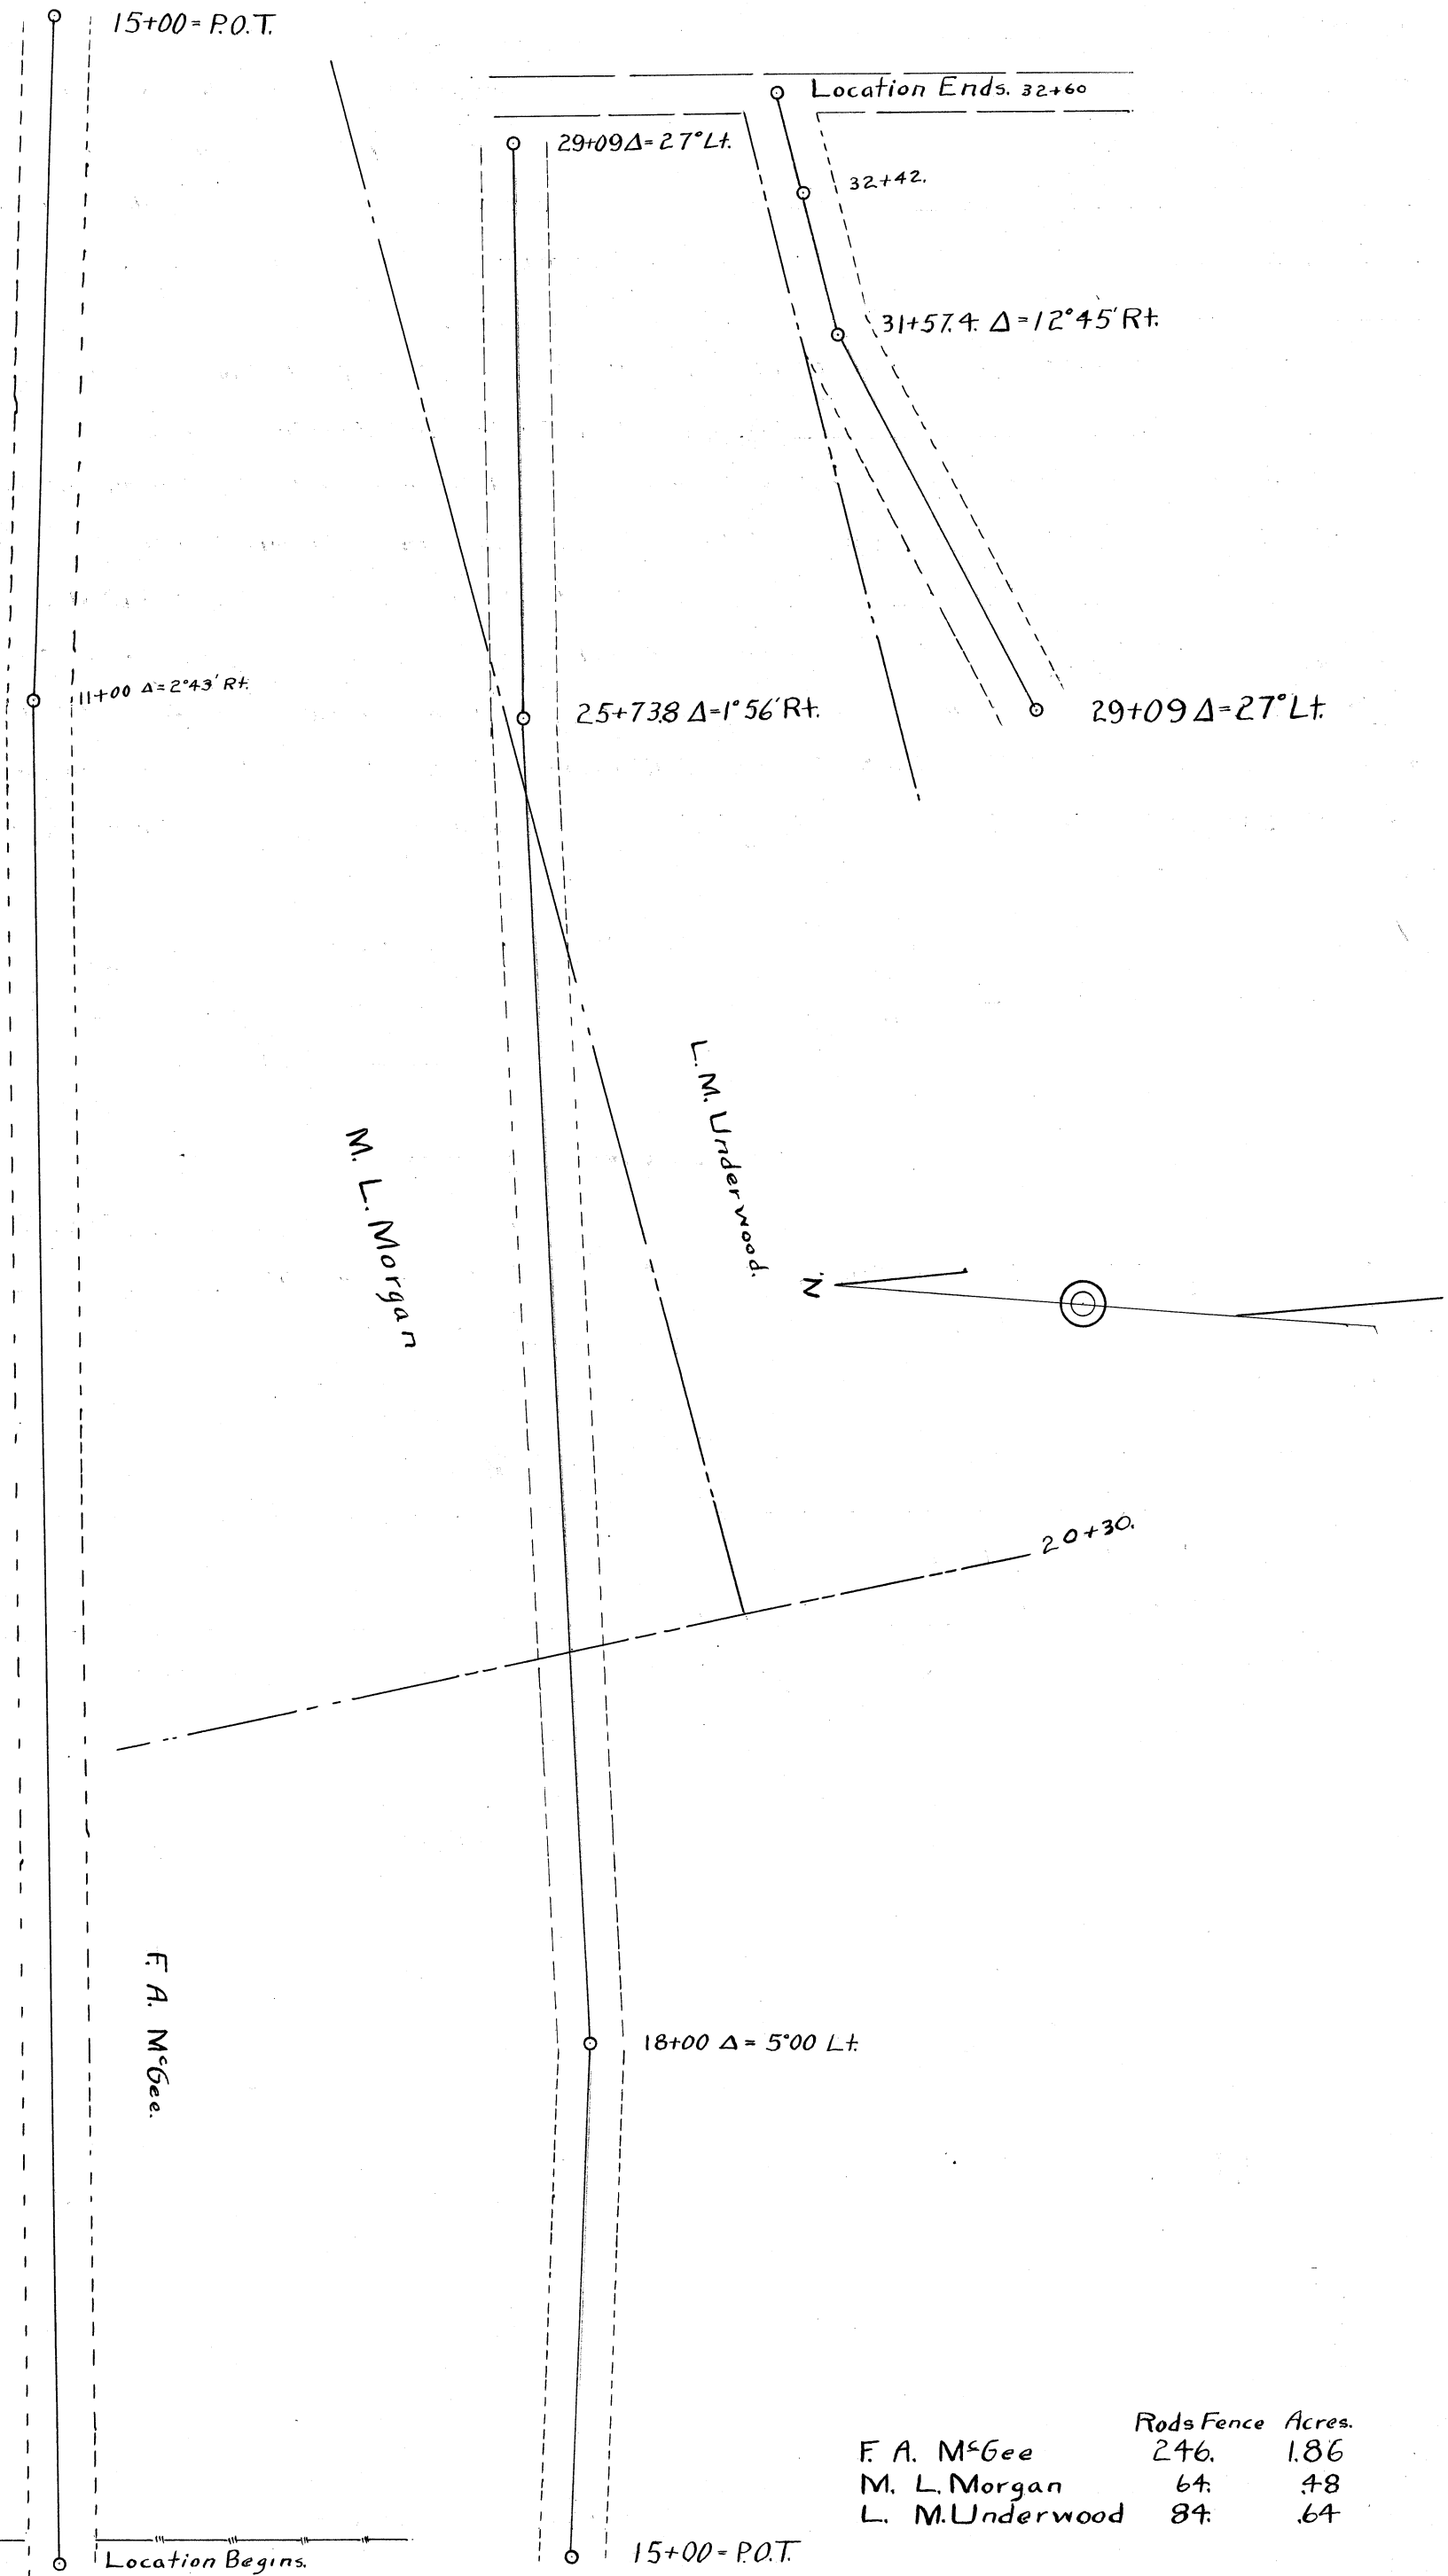 15+00 = P.O.T.
Location Ends. 32+60
29+09 Δ= 27° Lt.
32+42.
31+57.4. Δ = 12°45' Rt.
11+00 Δ= 2°43' Rt.
25+73.8 Δ=1°56' Rt.
29+09 Δ=27° Lt.
L. M. Underwood.
M. L. Morgan
N.
20+30.
F. A. McGee.
18+00 Δ = 5°00 Lt.
Rods Fence Acres.
F. A. McGee 246. 1.86
M. L. Morgan 64. .48
L. M. Underwood 84. .64
15+00 = P.O.T.
Location Begins.